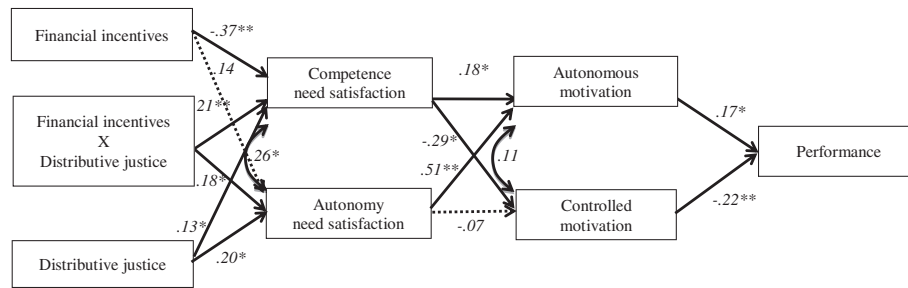 Financial incentives
-.37**
.14
Competence
need satisfaction
.18*
Autonomous
motivation
Financial incentives
X
Distributive justice
21**
.26*
.18*
-.29*
.51**
.11
.17*
Performance
-.22**
Autonomy
need satisfaction
-.07
Controlled
motivation
.13*
Distributive justice
.20*